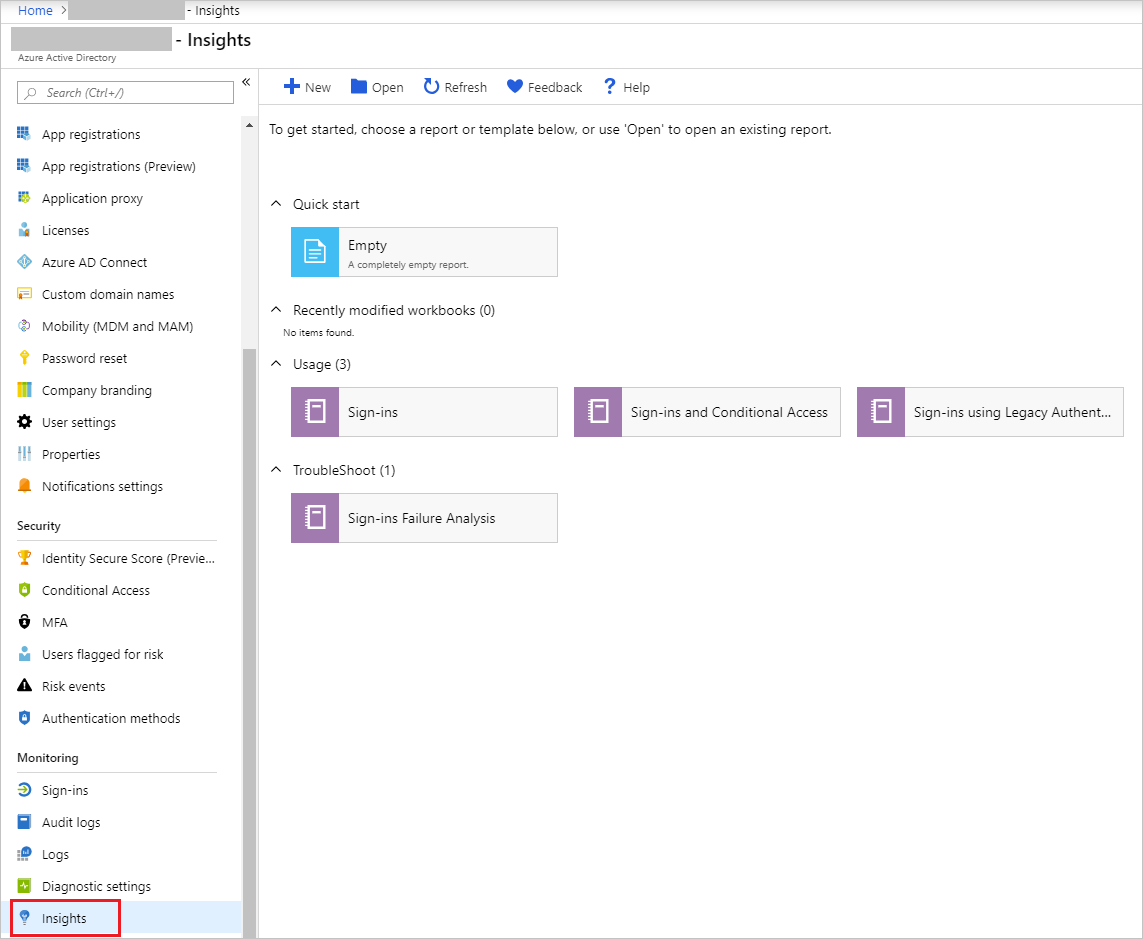 Home > - Insights
- Insights
Azure Active Directory
Search (Ctrl+/)
«
App registrations
App registrations (Preview)
Application proxy
Licenses
Azure AD Connect
Custom domain names
Mobility (MDM and MAM)
Password reset
Company branding
User settings
Properties
Notifications settings
Security
Identity Secure Score (Previe...
Conditional Access
MFA
Users flagged for risk
Risk events
Authentication methods
Monitoring
Sign-ins
Audit logs
Logs
Diagnostic settings
Insights
New Open Refresh Feedback ? Help
To get started, choose a report or template below, or use 'Open' to open an existing report.
Quick start
Empty
A completely empty report.
Recently modified workbooks (0)
No items found.
Usage (3)
Sign-ins
Sign-ins and Conditional Access
Sign-ins using Legacy Authent...
TroubleShoot (1)
Sign-ins Failure Analysis